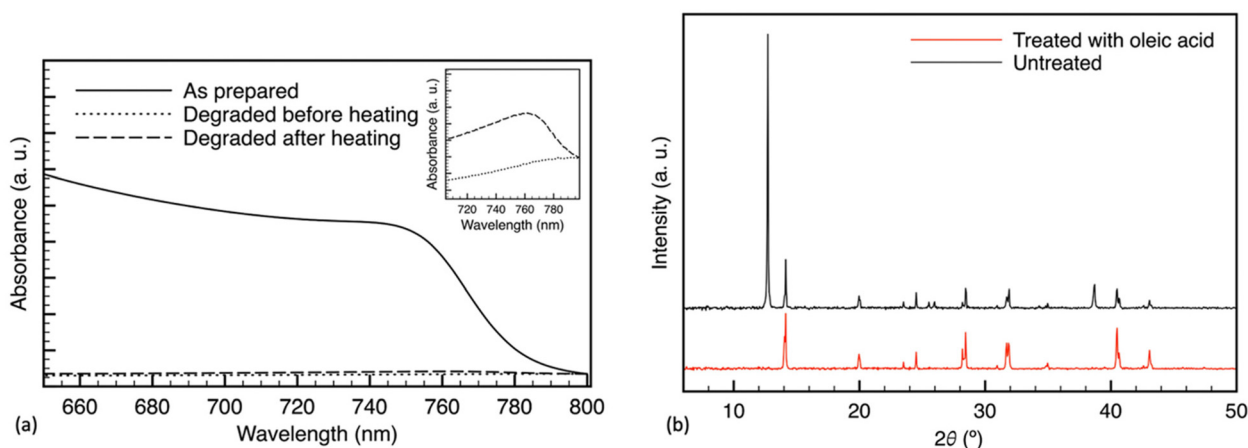 As prepared
Degraded before heating
Degraded after heating
Absorbance (a. u.)
720 740 760 780
Wavelength (nm)
Absorbance (a. u.)
660 680 700 720 740 760 780 800
Wavelength (nm)
(a)
Treated with oleic acid
Untreated
Intensity (a. u.)
10 20 30 40 50
2θ (°)
(b)